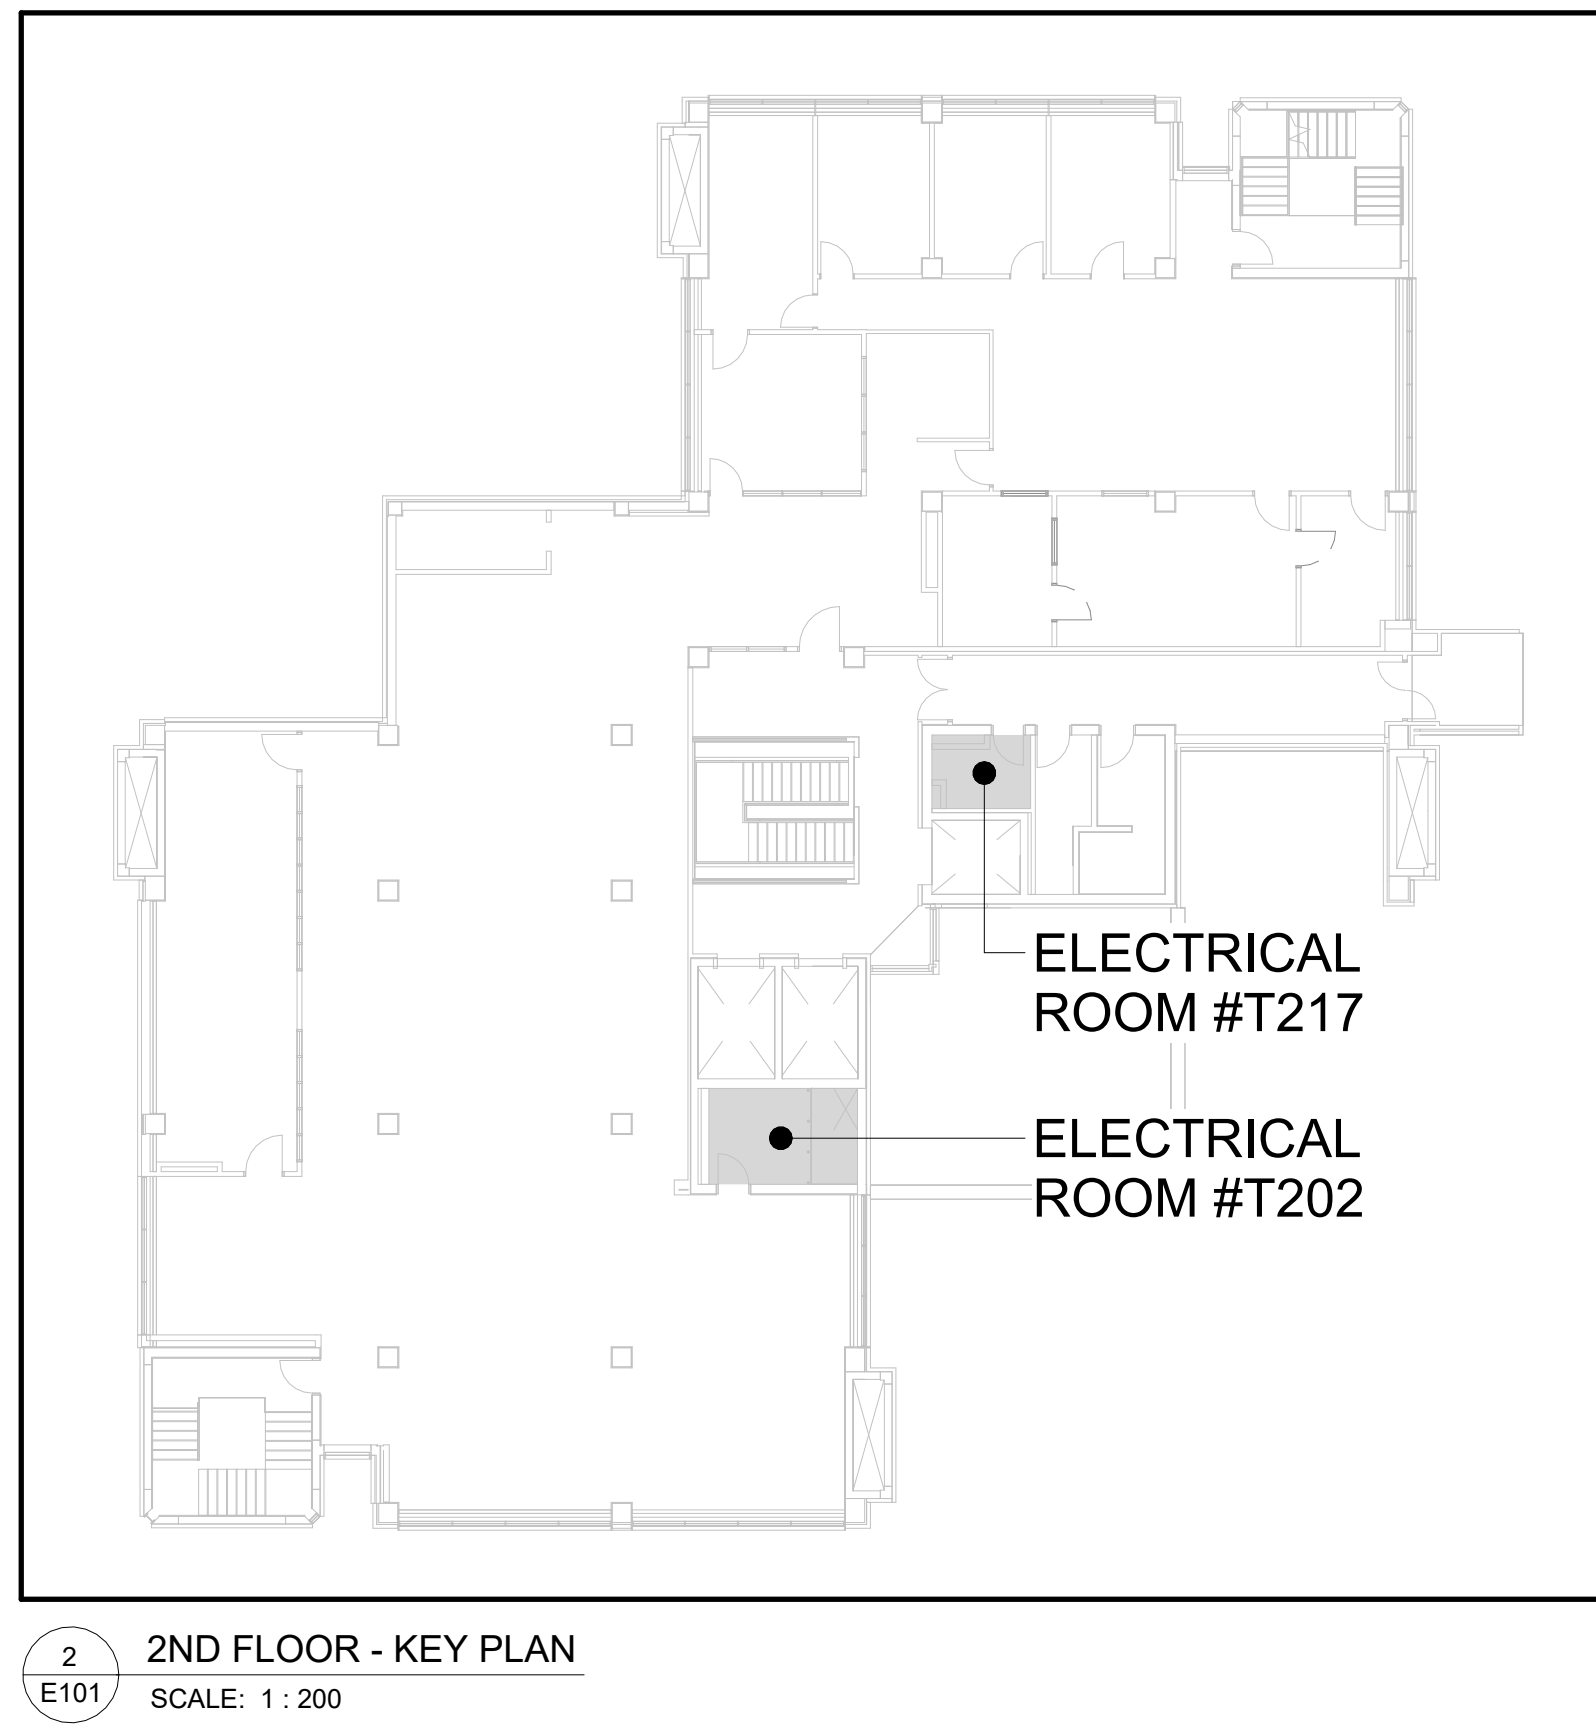 ELECTRICAL
ROOM #T217
ELECTRICAL
ROOM #T202
2
E101
2ND FLOOR - KEY PLAN
SCALE: 1 : 200